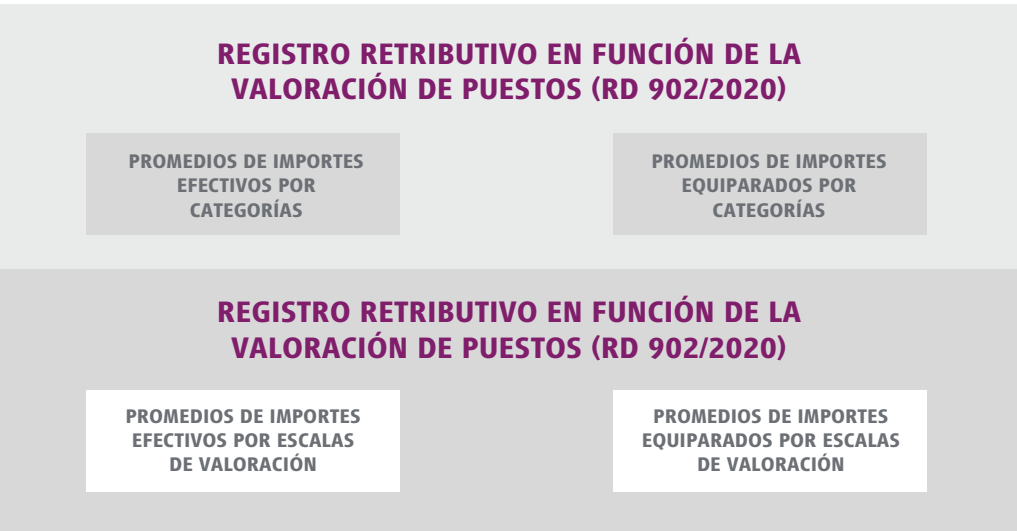 REGISTRO RETRIBUTIVO EN FUNCIÓN DE LA
VALORACIÓN DE PUESTOS (RD 902/2020)
PROMEDIOS DE IMPORTES
EFECTIVOS POR
CATEGORÍAS
PROMEDIOS DE IMPORTES
EQUIPARADOS POR
CATEGORÍAS
REGISTRO RETRIBUTIVO EN FUNCIÓN DE LA
VALORACIÓN DE PUESTOS (RD 902/2020)
PROMEDIOS DE IMPORTES
EFECTIVOS POR ESCALAS
DE VALORACIÓN
PROMEDIOS DE IMPORTES
EQUIPARADOS POR ESCALAS
DE VALORACIÓN